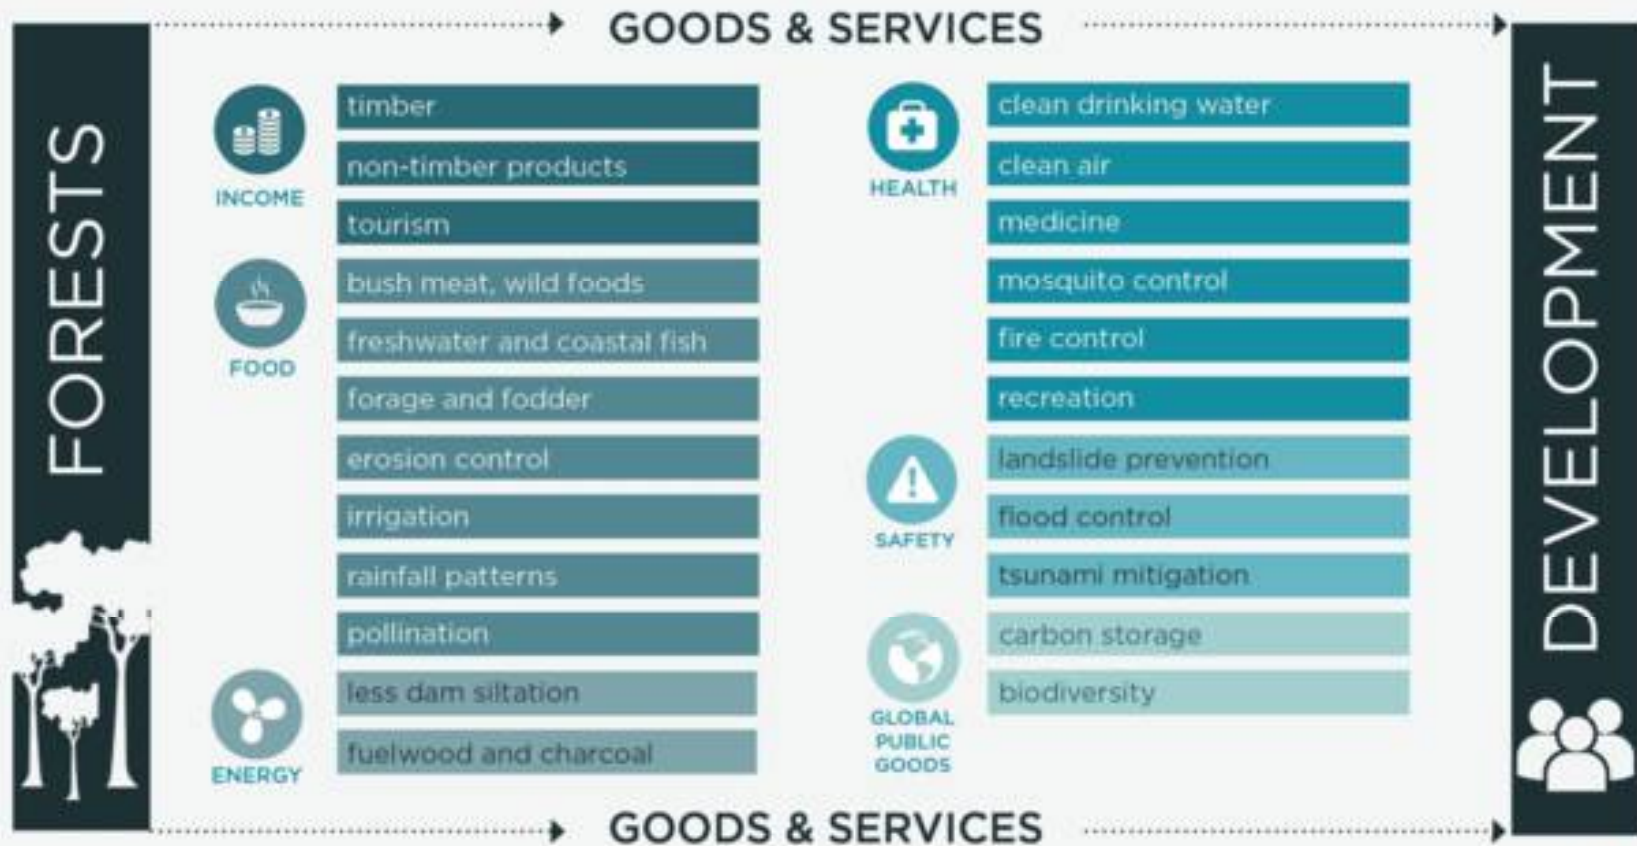 GOODS & SERVICES
FORESTS
INCOME
timber
non-timber products
tourism
FOOD
bush meat, wild foods
freshwater and coastal fish
forage and fodder
erosion control
irrigation
rainfall patterns
pollination
ENERGY
less dam siltation
fuelwood and charcoal
HEALTH
clean drinking water
clean air
medicine
mosquito control
fire control
recreation
SAFETY
landslide prevention
flood control
tsunami mitigation
GLOBAL
PUBLIC
GOODS
carbon storage
biodiversity
DEVELOPMENT
GOODS & SERVICES